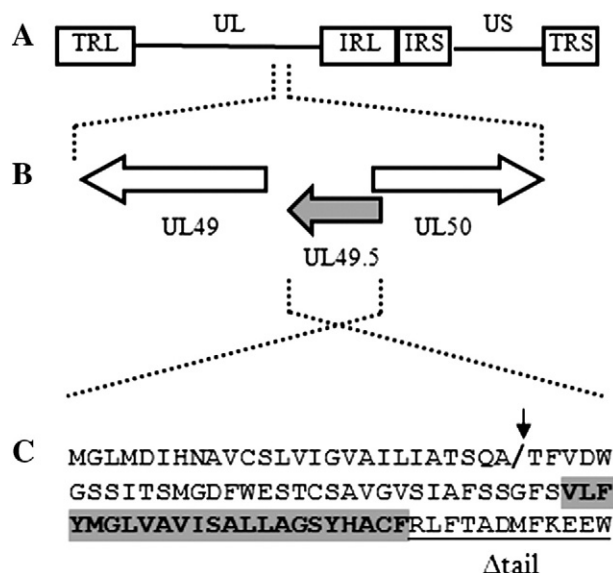 A
UL
US
TRL
IRL
IRS
TRS
B
UL49
UL50
UL49.5
C
MGLMDIHNAVCSLVIGVAILIATSQA/TFVDW
GSSITSMGDFWESTCSAVGVSIAFSSGFSVLF
YMGLVAVISALLAGSYHACFRLFTADMFKEEW
Δtail